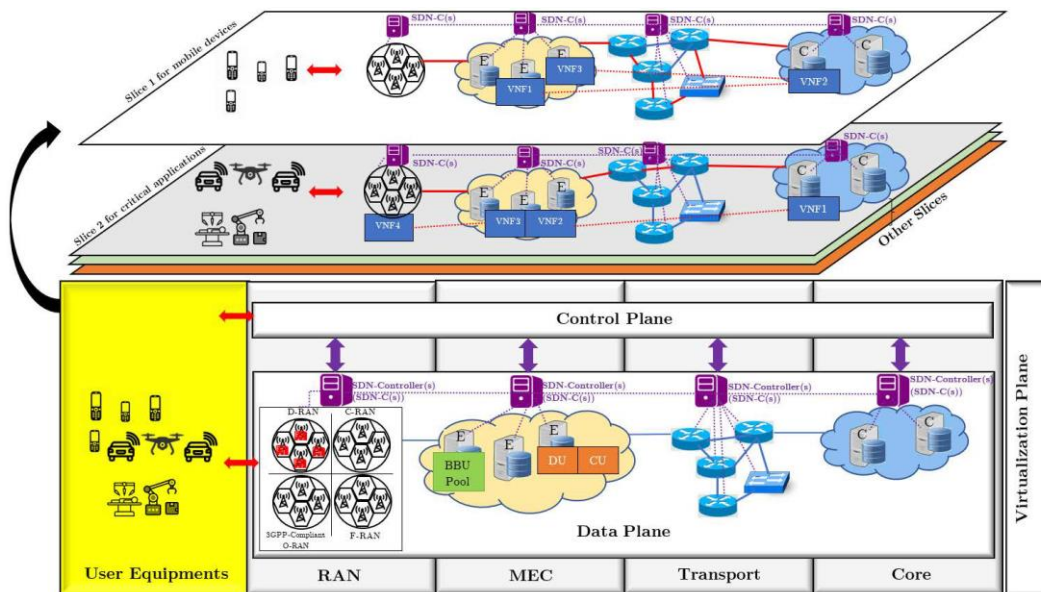 Slice 1 for mobile devices
SDN-C(s)
SDN-C(s)
SDN-C(s)
SDN-C(s)
E
E
E
VNF1
VNF3
C
C
VNF2
Slice 2 for critical applications
SDN-C(s)
SDN-C(s)
SDN-C(s)
SDN-C(s)
E
E
E
VNF4
VNF3
VNF2
C
C
VNF1
Other Slices
Control Plane
SDN-Controller(s)
(SDN-C(s))
SDN-Controller(s)
(SDN-C(s))
SDN-Controller(s)
(SDN-C(s))
SDN-Controller(s)
(SDN-C(s))
D-RAN
C-RAN
3GPP-Compliant
O-RAN
F-RAN
E
E
E
BBU
Pool
DU
CU
C
C
Data Plane
User Equipments
RAN
MEC
Transport
Core
Virtualization Plane